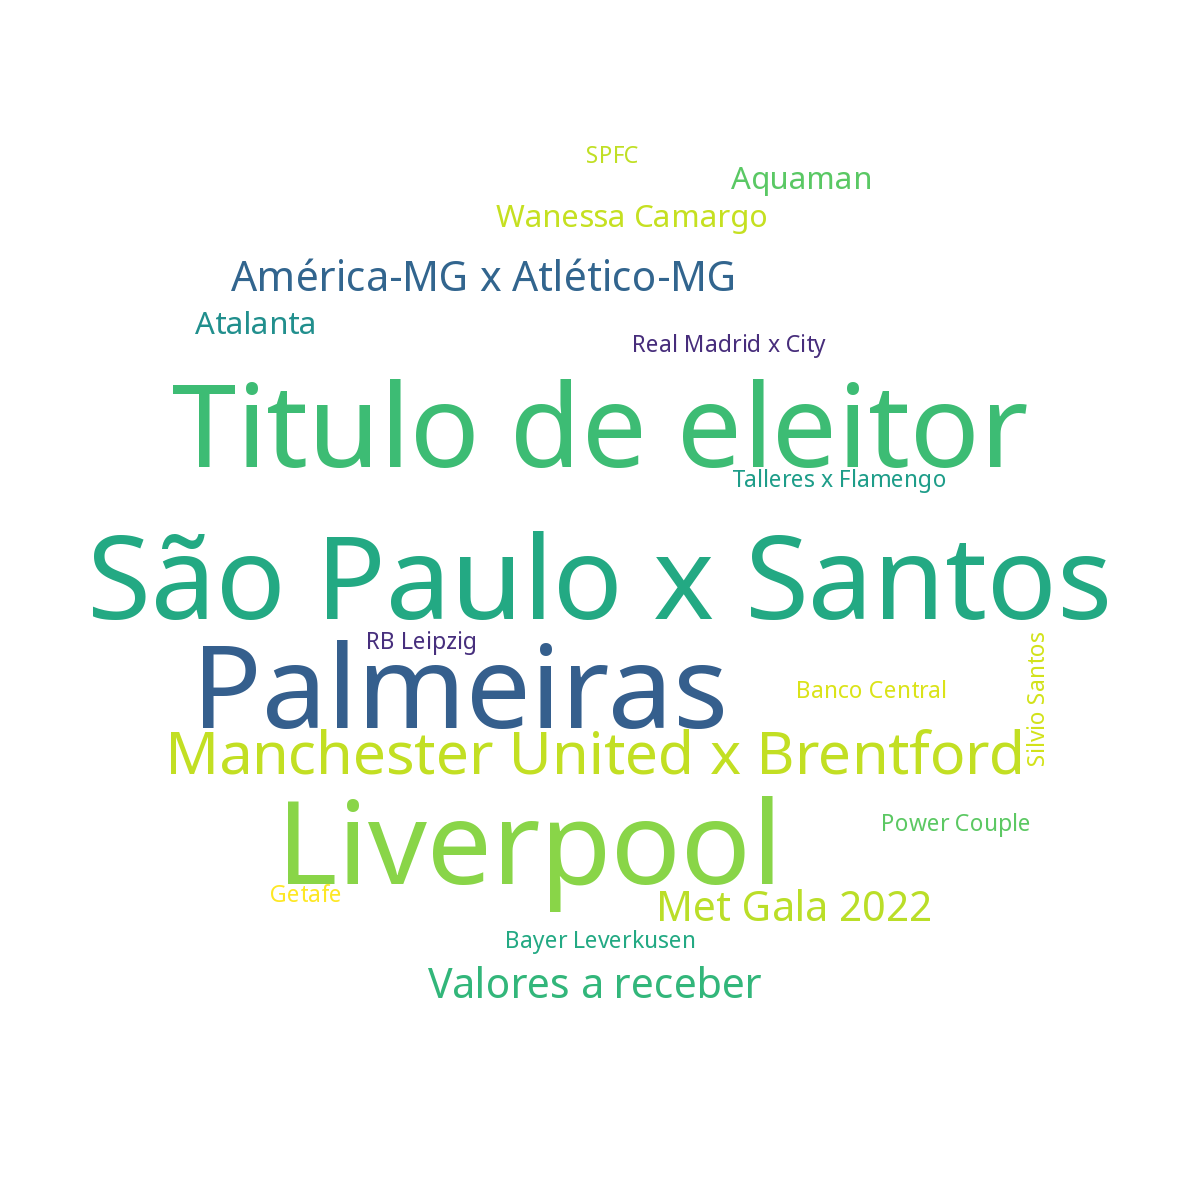 SPFC
Aquaman
Wanessa Camargo
América-MG x Atlético-MG
Atalanta
Real Madrid x City
Titulo de eleitor
Talleres x Flamengo
São Paulo x Santos
RB Leipzig
Palmeiras
Banco Central
Silvio Santos
Manchester United x Brentford
Liverpool
Power Couple
Getafe
Met Gala 2022
Bayer Leverkusen
Valores a receber